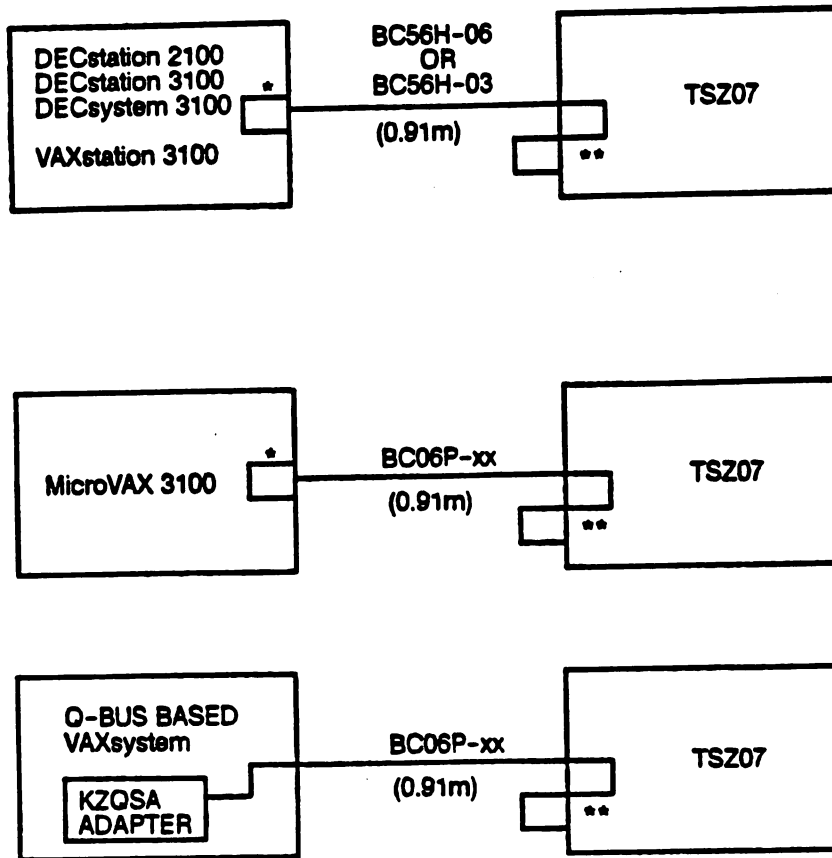 DECstation 2100
DECstation 3100
DECsystem 3100
VAXstation 3100
*
BC56H-06
OR
BC56H-03
(0.91m)
TSZ07
**
MicroVAX 3100
*
BC06P-xx
(0.91m)
TSZ07
**
Q-BUS BASED
VAXsystem
KZQSA
ADAPTER
BC06P-xx
(0.91m)
TSZ07
**